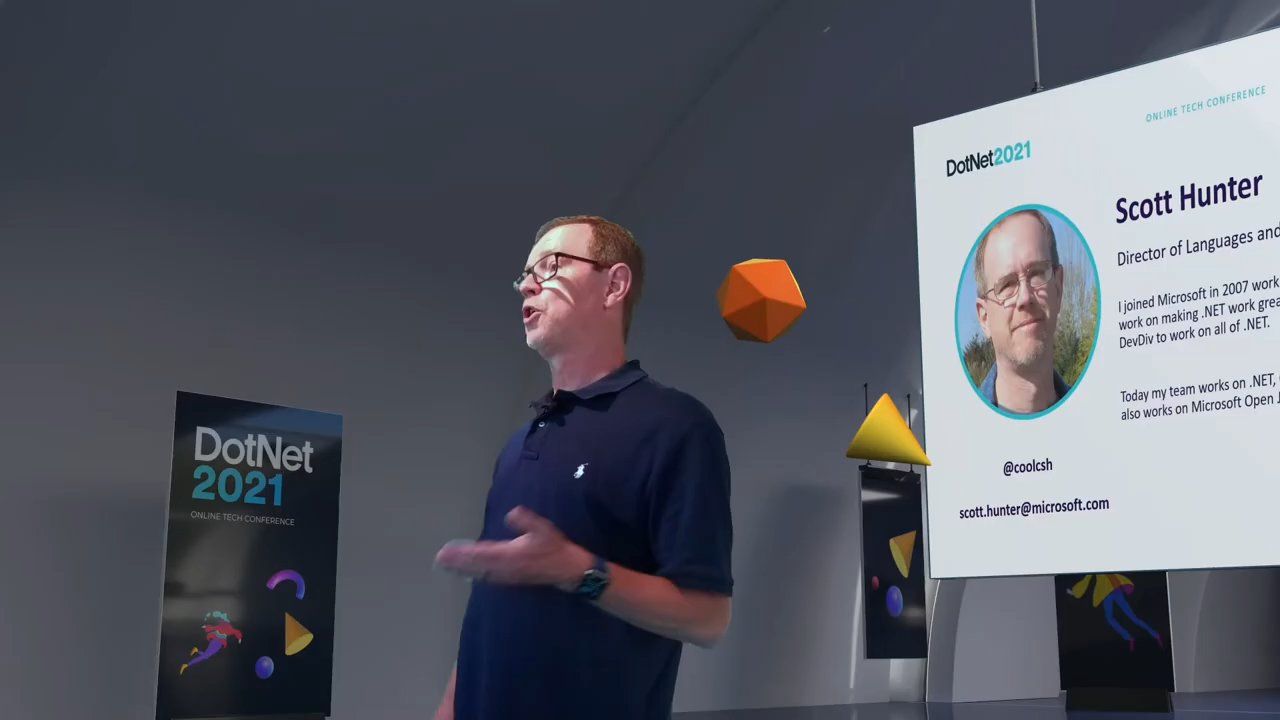 DotNet
2021
ONLINE TECH CONFERENCE
ONLINE TECH CONFERENCE
DotNet2021
Scott Hunter
Director of Languages and
I joined Microsoft in 2007 work
work on making .NET work grea
DevDiv to work on all of .NET.
Today my team works on .NET,
also works on Microsoft Open J
@coolcsh
scott.hunter@microsoft.com